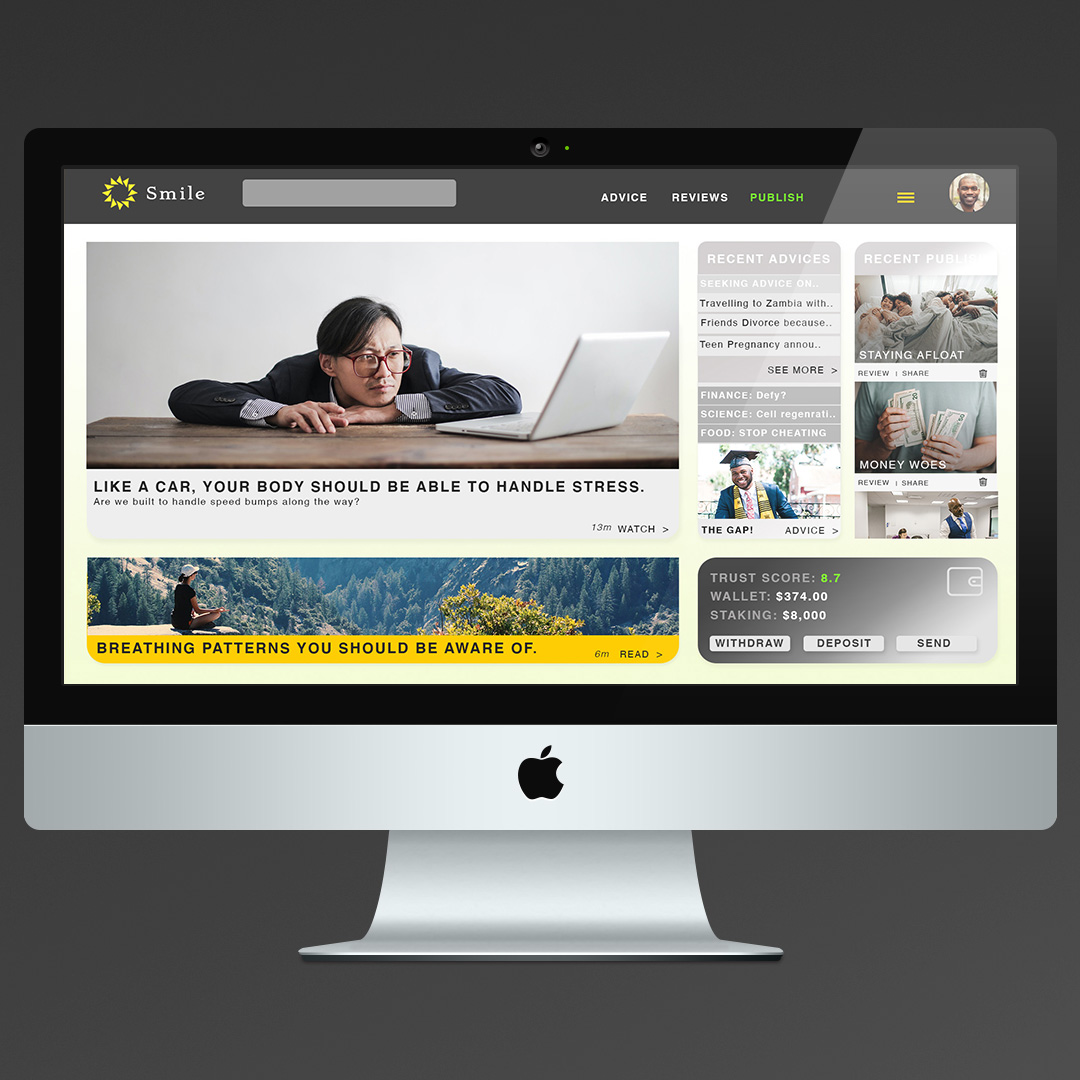 Smile
ADVICE REVIEWS PUBLISH
LIKE A CAR, YOUR BODY SHOULD BE ABLE TO HANDLE STRESS.
Are we built to handle speed bumps along the way?
13m WATCH >
BREATHING PATTERNS YOU SHOULD BE AWARE OF.
6m READ >
RECENT ADVICES
SEEKING ADVICE ON..
Travelling to Zambia with..
Friends Divorce because..
Teen Pregnancy annou..
SEE MORE >
FINANCE: Defy?
SCIENCE: Cell regenrati..
FOOD: STOP CHEATING
THE GAP! ADVICE >
RECENT
STAYING AFLOAT
REVIEW | SHARE
MONEY WOES
REVIEW | SHARE
TRUST SCORE: 8.7
WALLET: $374.00
STAKING: $8,000
WITHDRAW DEPOSIT SEND